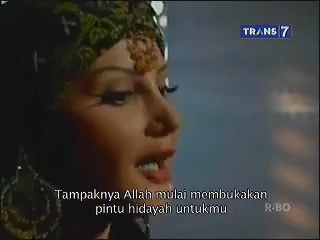 TRANS 7
Tampaknya Allah mulai membukakan
pintu hidayah untukmu
R-BO